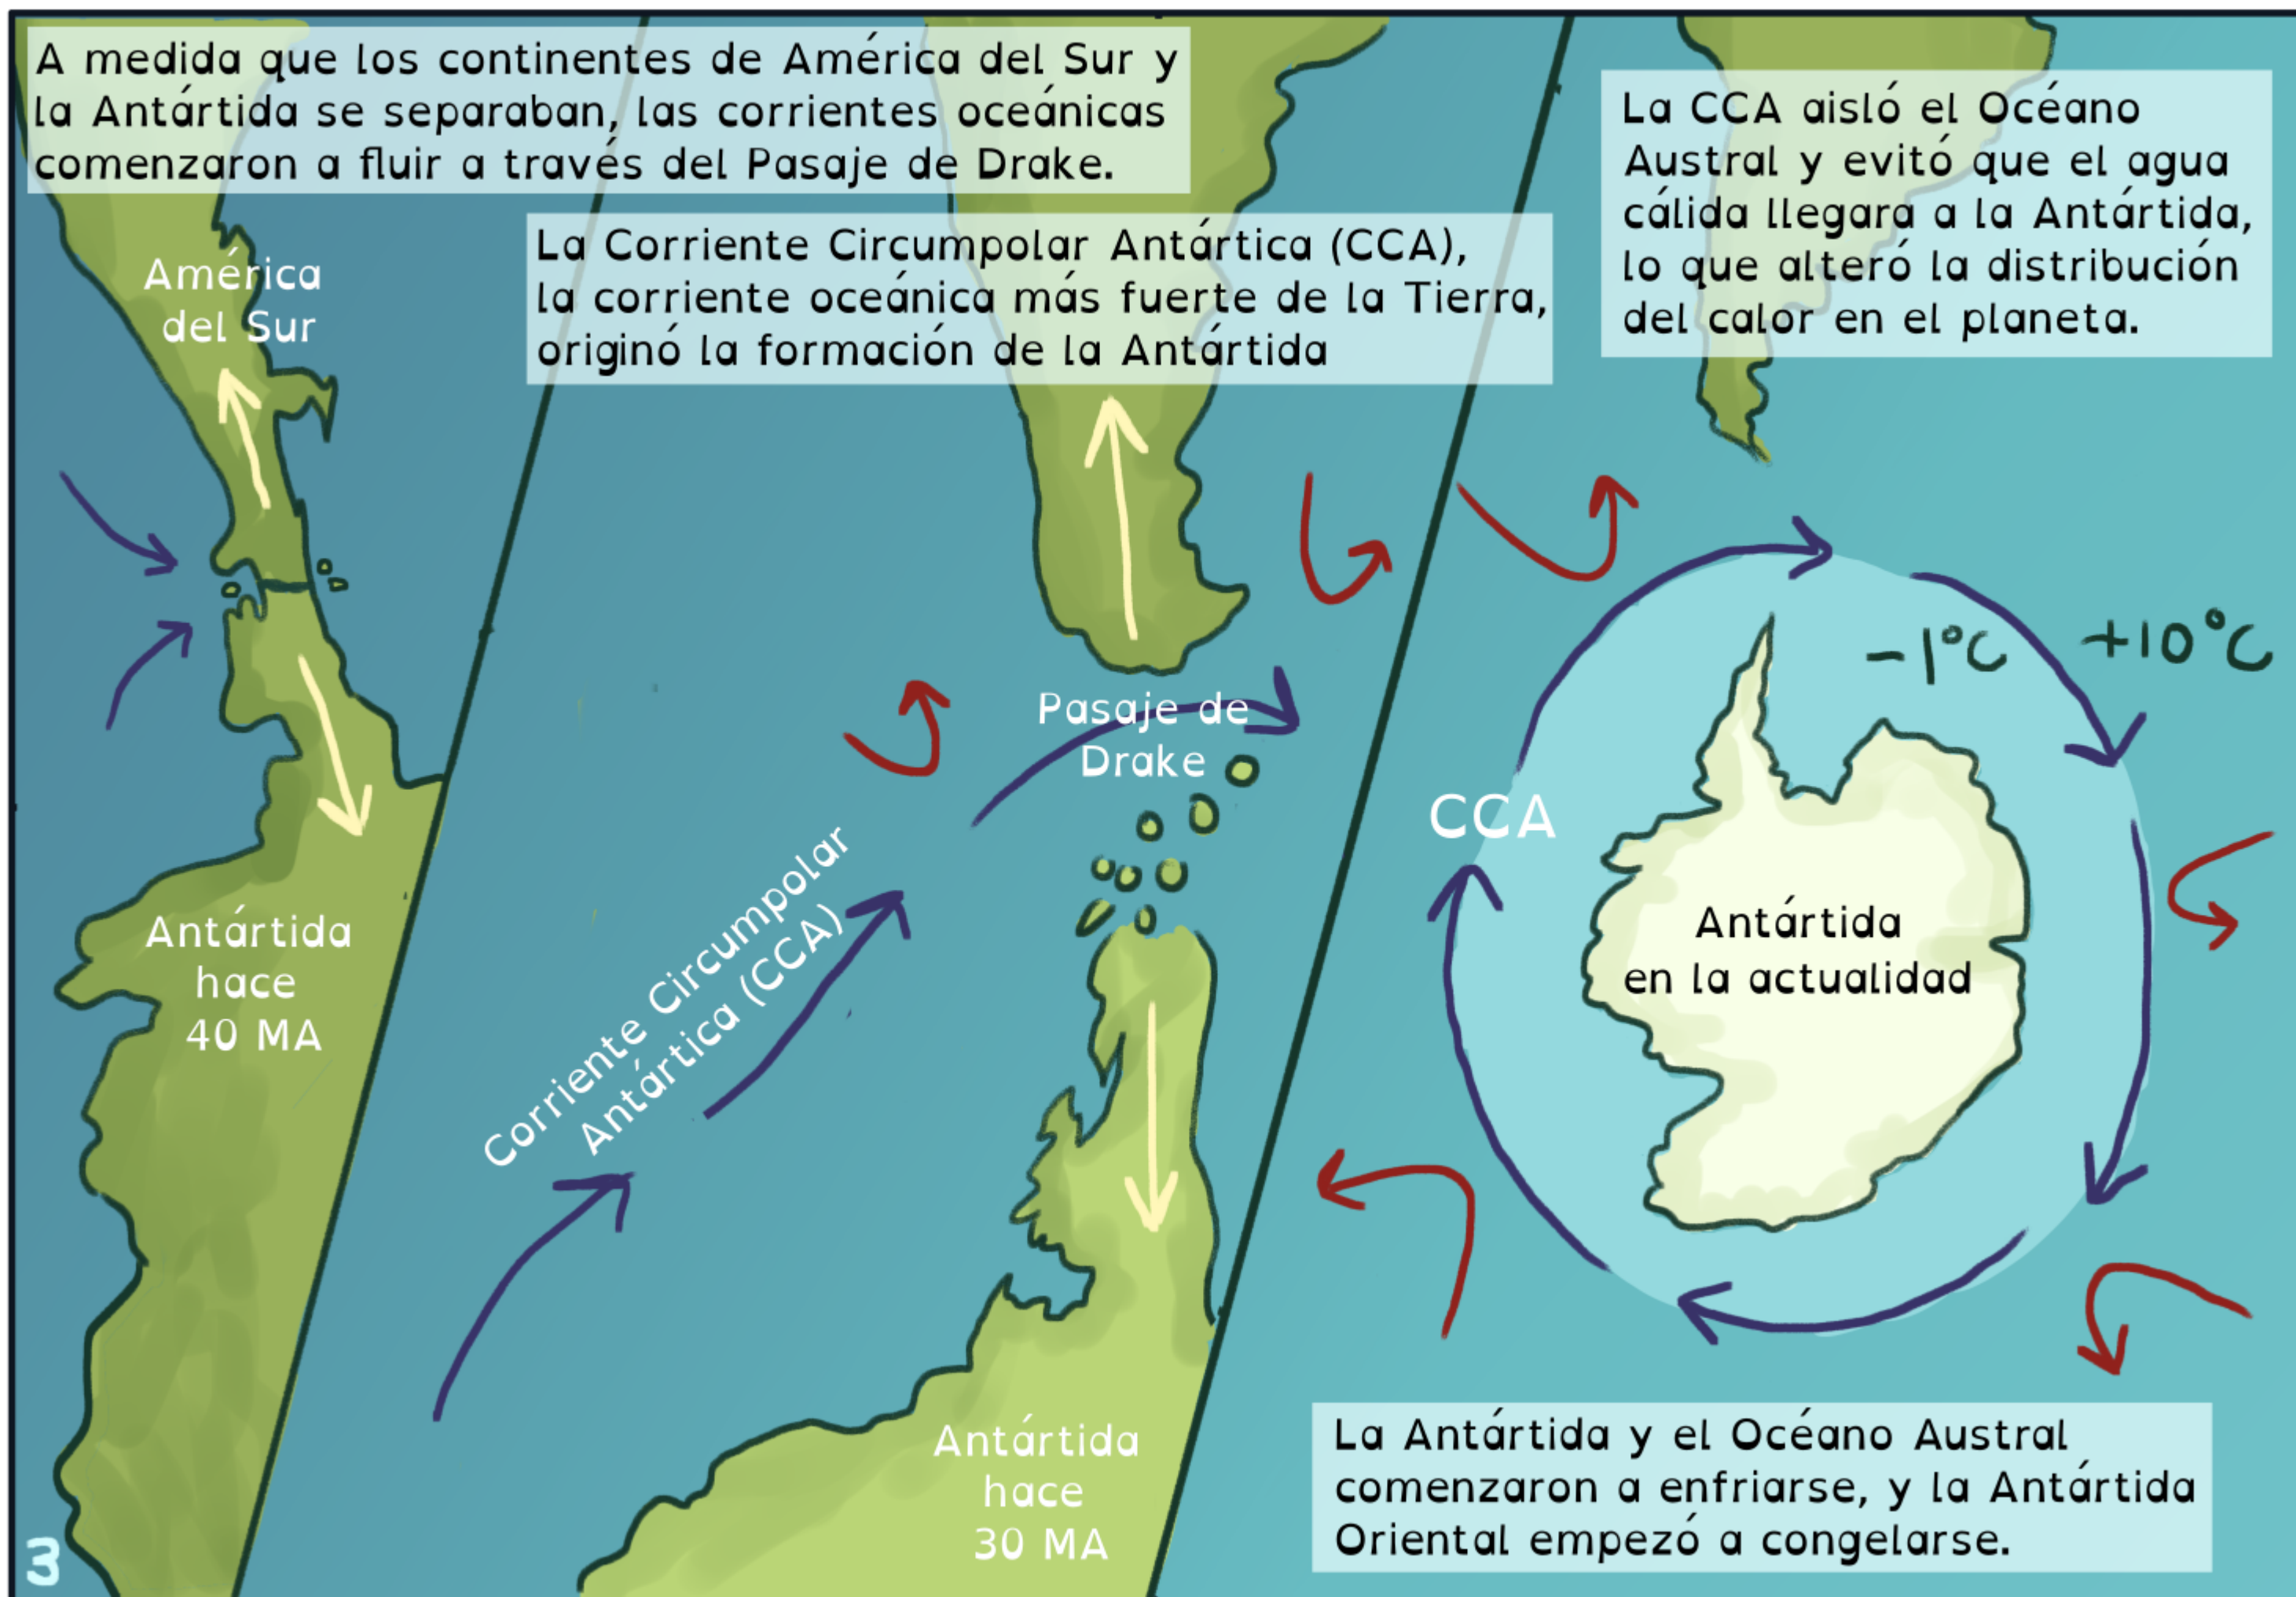 A medida que los continentes de América del Sur y
la Antártida se separaban, las corrientes oceánicas
comenzaron a fluir a través del Pasaje de Drake.
América
del Sur
Antártida
hace
40 MA
La Corriente Circumpolar Antártica (CCA),
la corriente oceánica más fuerte de la Tierra,
originó la formación de la Antártida
Pasaje de
Drake
Corriente Circumpolar
Antártica (CCA)
Antártida
hace
30 MA
La CCA aisló el Océano
Austral y evitó que el agua
cálida llegara a la Antártida,
lo que alteró la distribución
del calor en el planeta.
-1°C
+10°C
CCA
Antártida
en la actualidad
La Antártida y el Océano Austral
comenzaron a enfriarse, y la Antártida
Oriental empezó a congelarse.
3